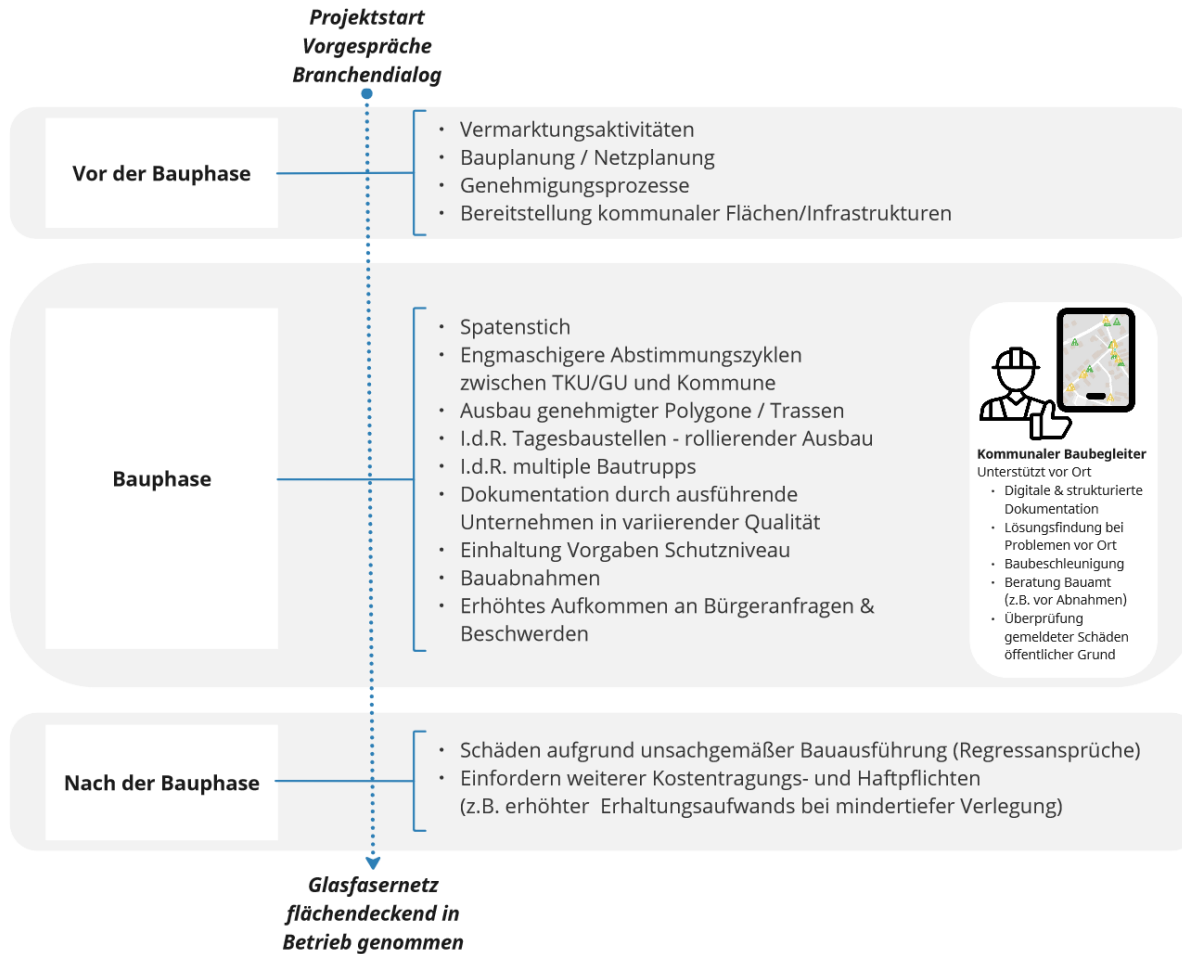 Projektstart
Vorgespräche
Branchendialog
Vor der Bauphase
· Vermarktungsaktivitäten
· Bauplanung / Netzplanung
· Genehmigungsprozesse
· Bereitstellung kommunaler Flächen/Infrastrukturen
Bauphase
· Spatenstich
· Engmaschigere Abstimmungszyklen
zwischen TKU/GU und Kommune
· Ausbau genehmigter Polygone / Trassen
· I.d.R. Tagesbaustellen - rollierender Ausbau
· I.d.R. multiple Bautrupps
· Dokumentation durch ausführende
Unternehmen in variierender Qualität
· Einhaltung Vorgaben Schutzniveau
· Bauabnahmen
· Erhöhtes Aufkommen an Bürgeranfragen &
Beschwerden
Kommunaler Baubegleiter
Unterstützt vor Ort
· Digitale & strukturierte
Dokumentation
· Lösungsfindung bei
Problemen vor Ort
· Baubeschleunigung
· Beratung Bauamt
(z.B. vor Abnahmen)
· Überprüfung
gemeldeter Schäden
öffentlicher Grund
Nach der Bauphase
· Schäden aufgrund unsachgemäßer Bauausführung (Regressansprüche)
· Einfordern weiterer Kostentragungs- und Haftpflichten
(z.B. erhöhter Erhaltungsaufwands bei mindertiefer Verlegung)
Glasfasernetz
flächendeckend in
Betrieb genommen